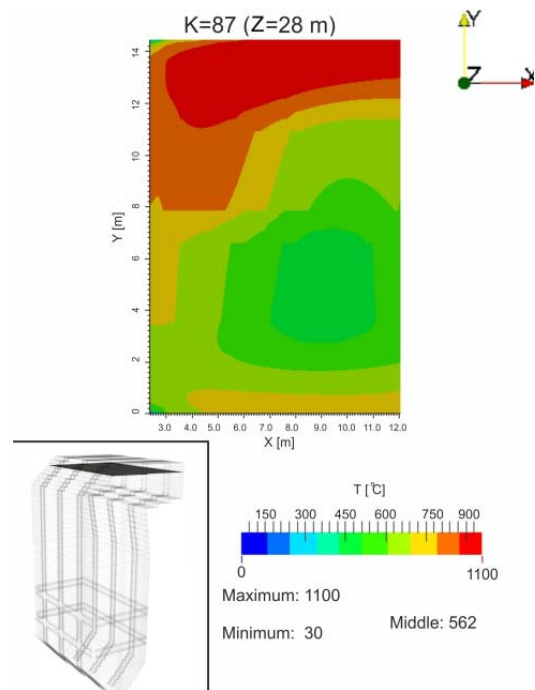 K=87 (Z=28 m)
Y
Z
X
14
12
10
8
6
4
2
0
Y [m]
3.0 4.0 5.0 6.0 7.0 8.0 9.0 10.0 11.0 12.0
X [m]
T [°C]
150 300 450 600 750 900
0 1100
Maximum: 1100
Middle: 562
Minimum: 30